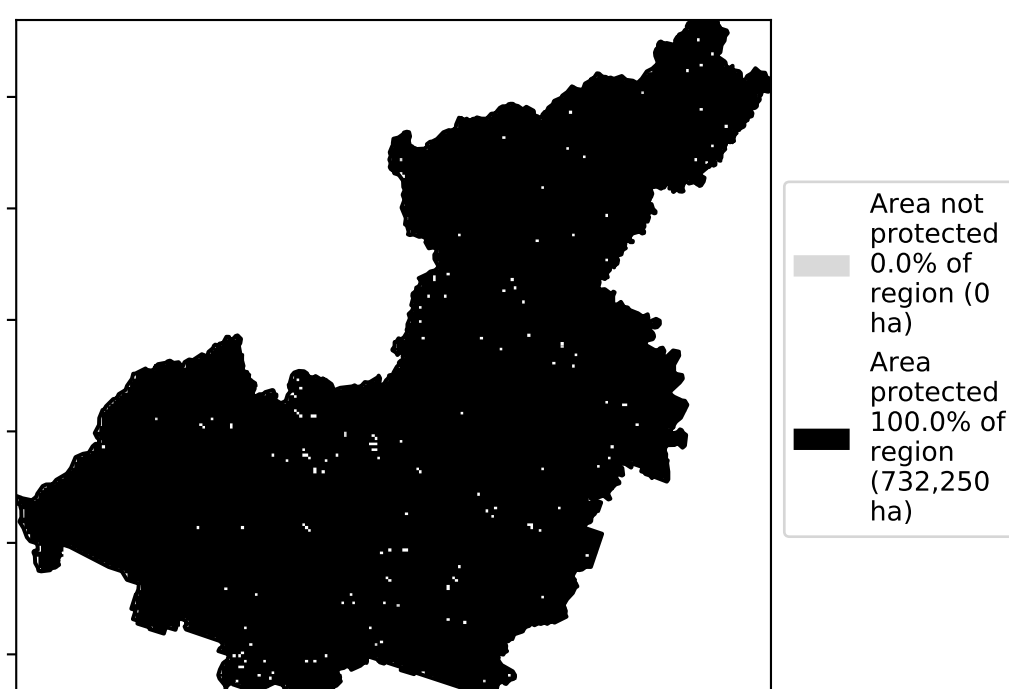 Area not
protected
0.0% of
region (0
ha)
Area
protected
100.0% of
region
(732,250
ha)